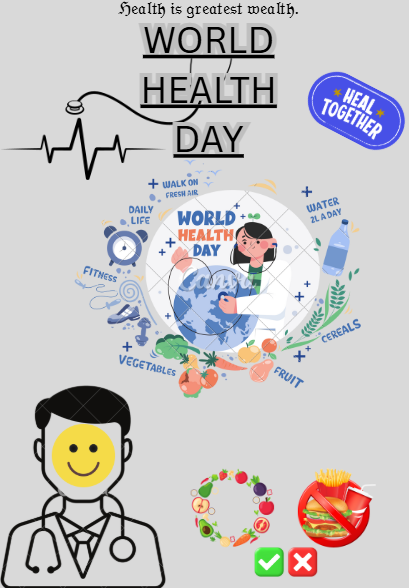 Health is greatest wealth.
WORLD
HEALTH
DAY
HEAL
TOGETHER
WALK ON
FRESH AIR
DAILY
LIFE
WORLD
HEALTH
DAY
WATER
2L A DAY
FITNESS
Canva
CEREALS
VEGETABLES
FRUIT